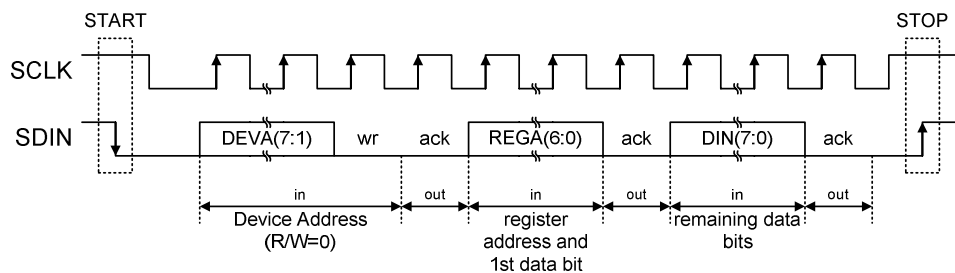 START STOP
SCLK
SDIN DEVA(7:1) wr ack REGA(6:0) ack DIN(7:0) ack
in out in out in out
Device Address register remaining data
(R/W=0) address and bits
1st data bit